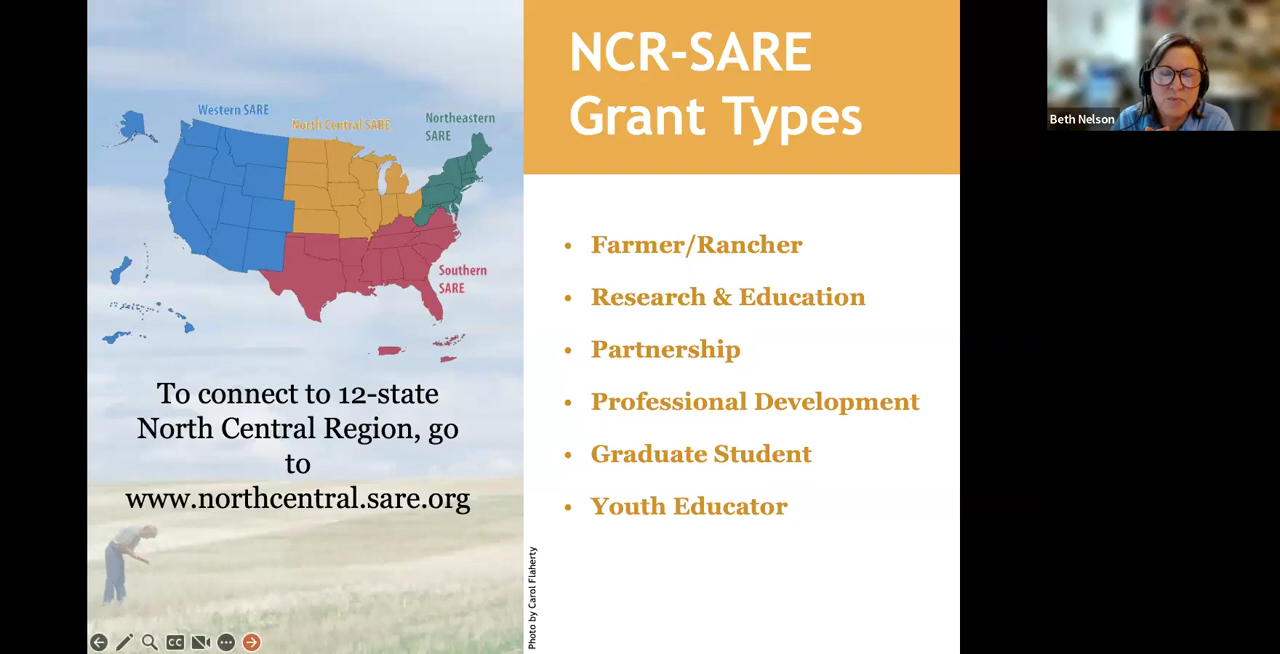 Western SARE
North Central SARE
Northeastern
SARE
Southern
SARE
To connect to 12-state
North Central Region, go
to
www.northcentral.sare.org
NCR-SARE
Grant Types
• Farmer/Rancher
• Research & Education
• Partnership
• Professional Development
• Graduate Student
• Youth Educator
Photo by Carol Flaherty
CC
Beth Nelson